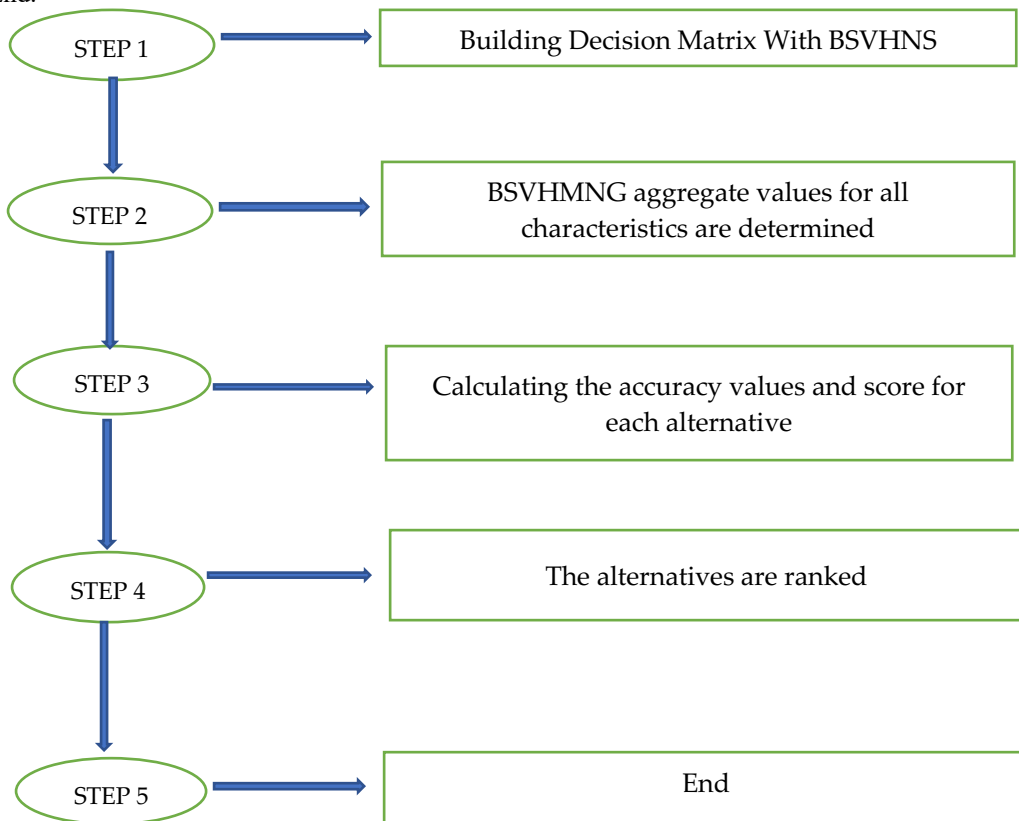 STEP 1
Building Decision Matrix With BSVHNS
STEP 2
BSVHMNG aggregate values for all
characteristics are determined
STEP 3
Calculating the accuracy values and score for
each alternative
STEP 4
The alternatives are ranked
STEP 5
End